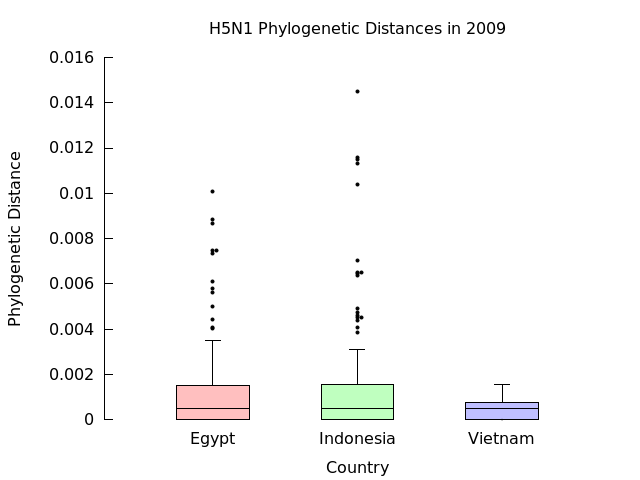 H5N1 Phylogenetic Distances in 2009
0.016
0.014
0.012
0.01
0.008
0.006
0.004
0.002
0
Phylogenetic Distance
Egypt
Indonesia
Vietnam
Country